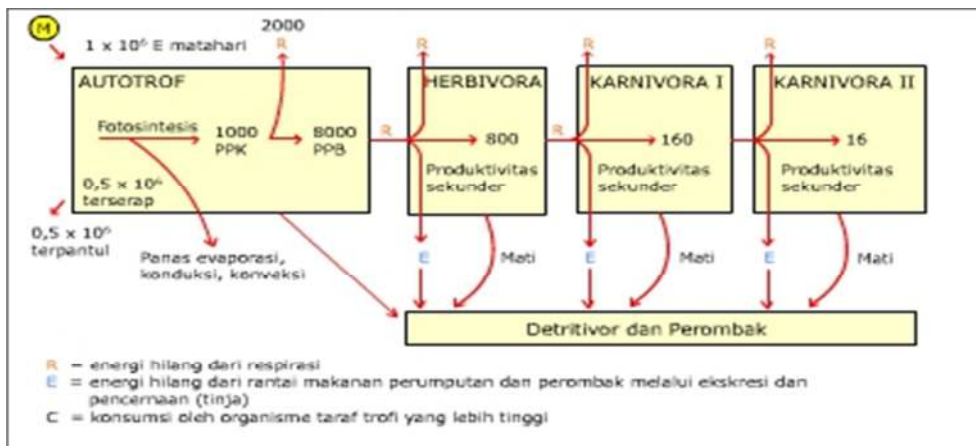 M
1 x 10⁶ E matahari
2000
R
R
R
R
AUTOTROF
HERBIVORA
KARNIVORA I
KARNIVORA II
Fotosintesis
1000
PPK
8000
PPB
R
800
R
160
16
Produktivitas
sekunder
Produktivitas
sekunder
Produktivitas
sekunder
0,5 x 10⁶
terserap
0,5 x 10⁶
terpantul
Panas evaporasi,
konduksi, konveksi
E
Mati
E
Mati
E
Mati
Detritivor dan Perombak
R = energi hilang dari respirasi
E = energi hilang dari rantai makanan perumputan dan perombak melalui ekskresi dan
pencernaan (tinja)
C = konsumsi oleh organisme taraf trofi yang lebih tinggi